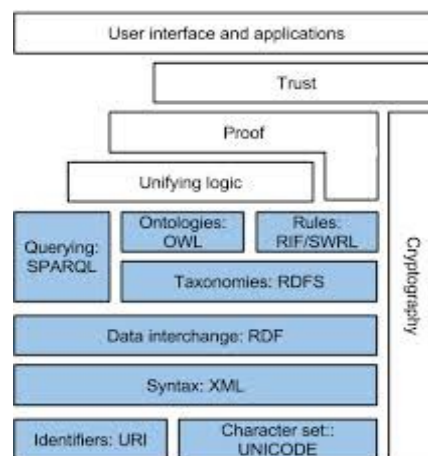 User interface and applications
Trust
Proof
Unifying logic
Querying:
SPARQL
Ontologies:
OWL
Rules:
RIF/SWRL
Taxonomies: RDFS
Data interchange: RDF
Syntax: XML
Identifiers: URI
Character set::
UNICODE
Cryptography